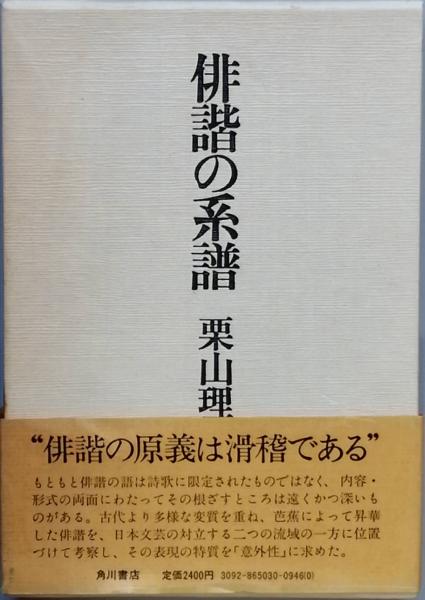 俳諧の系譜
栗山理
“俳諧の原義は滑稽である”
もともと俳諧の語は詩歌に限定されたものではなく、内容・
形式の両面にわたってその根ざすところは遠くかつ深いも
のがある。古代より多様な変質を重ね、芭蕉によって昇華
した俳諧を、日本文芸の対立する二つの流域の一方に位置
づけて考察し、その表現の特質を「意外性」に求めた。
角川書店 定価2400円 3092-865030-0946(0)